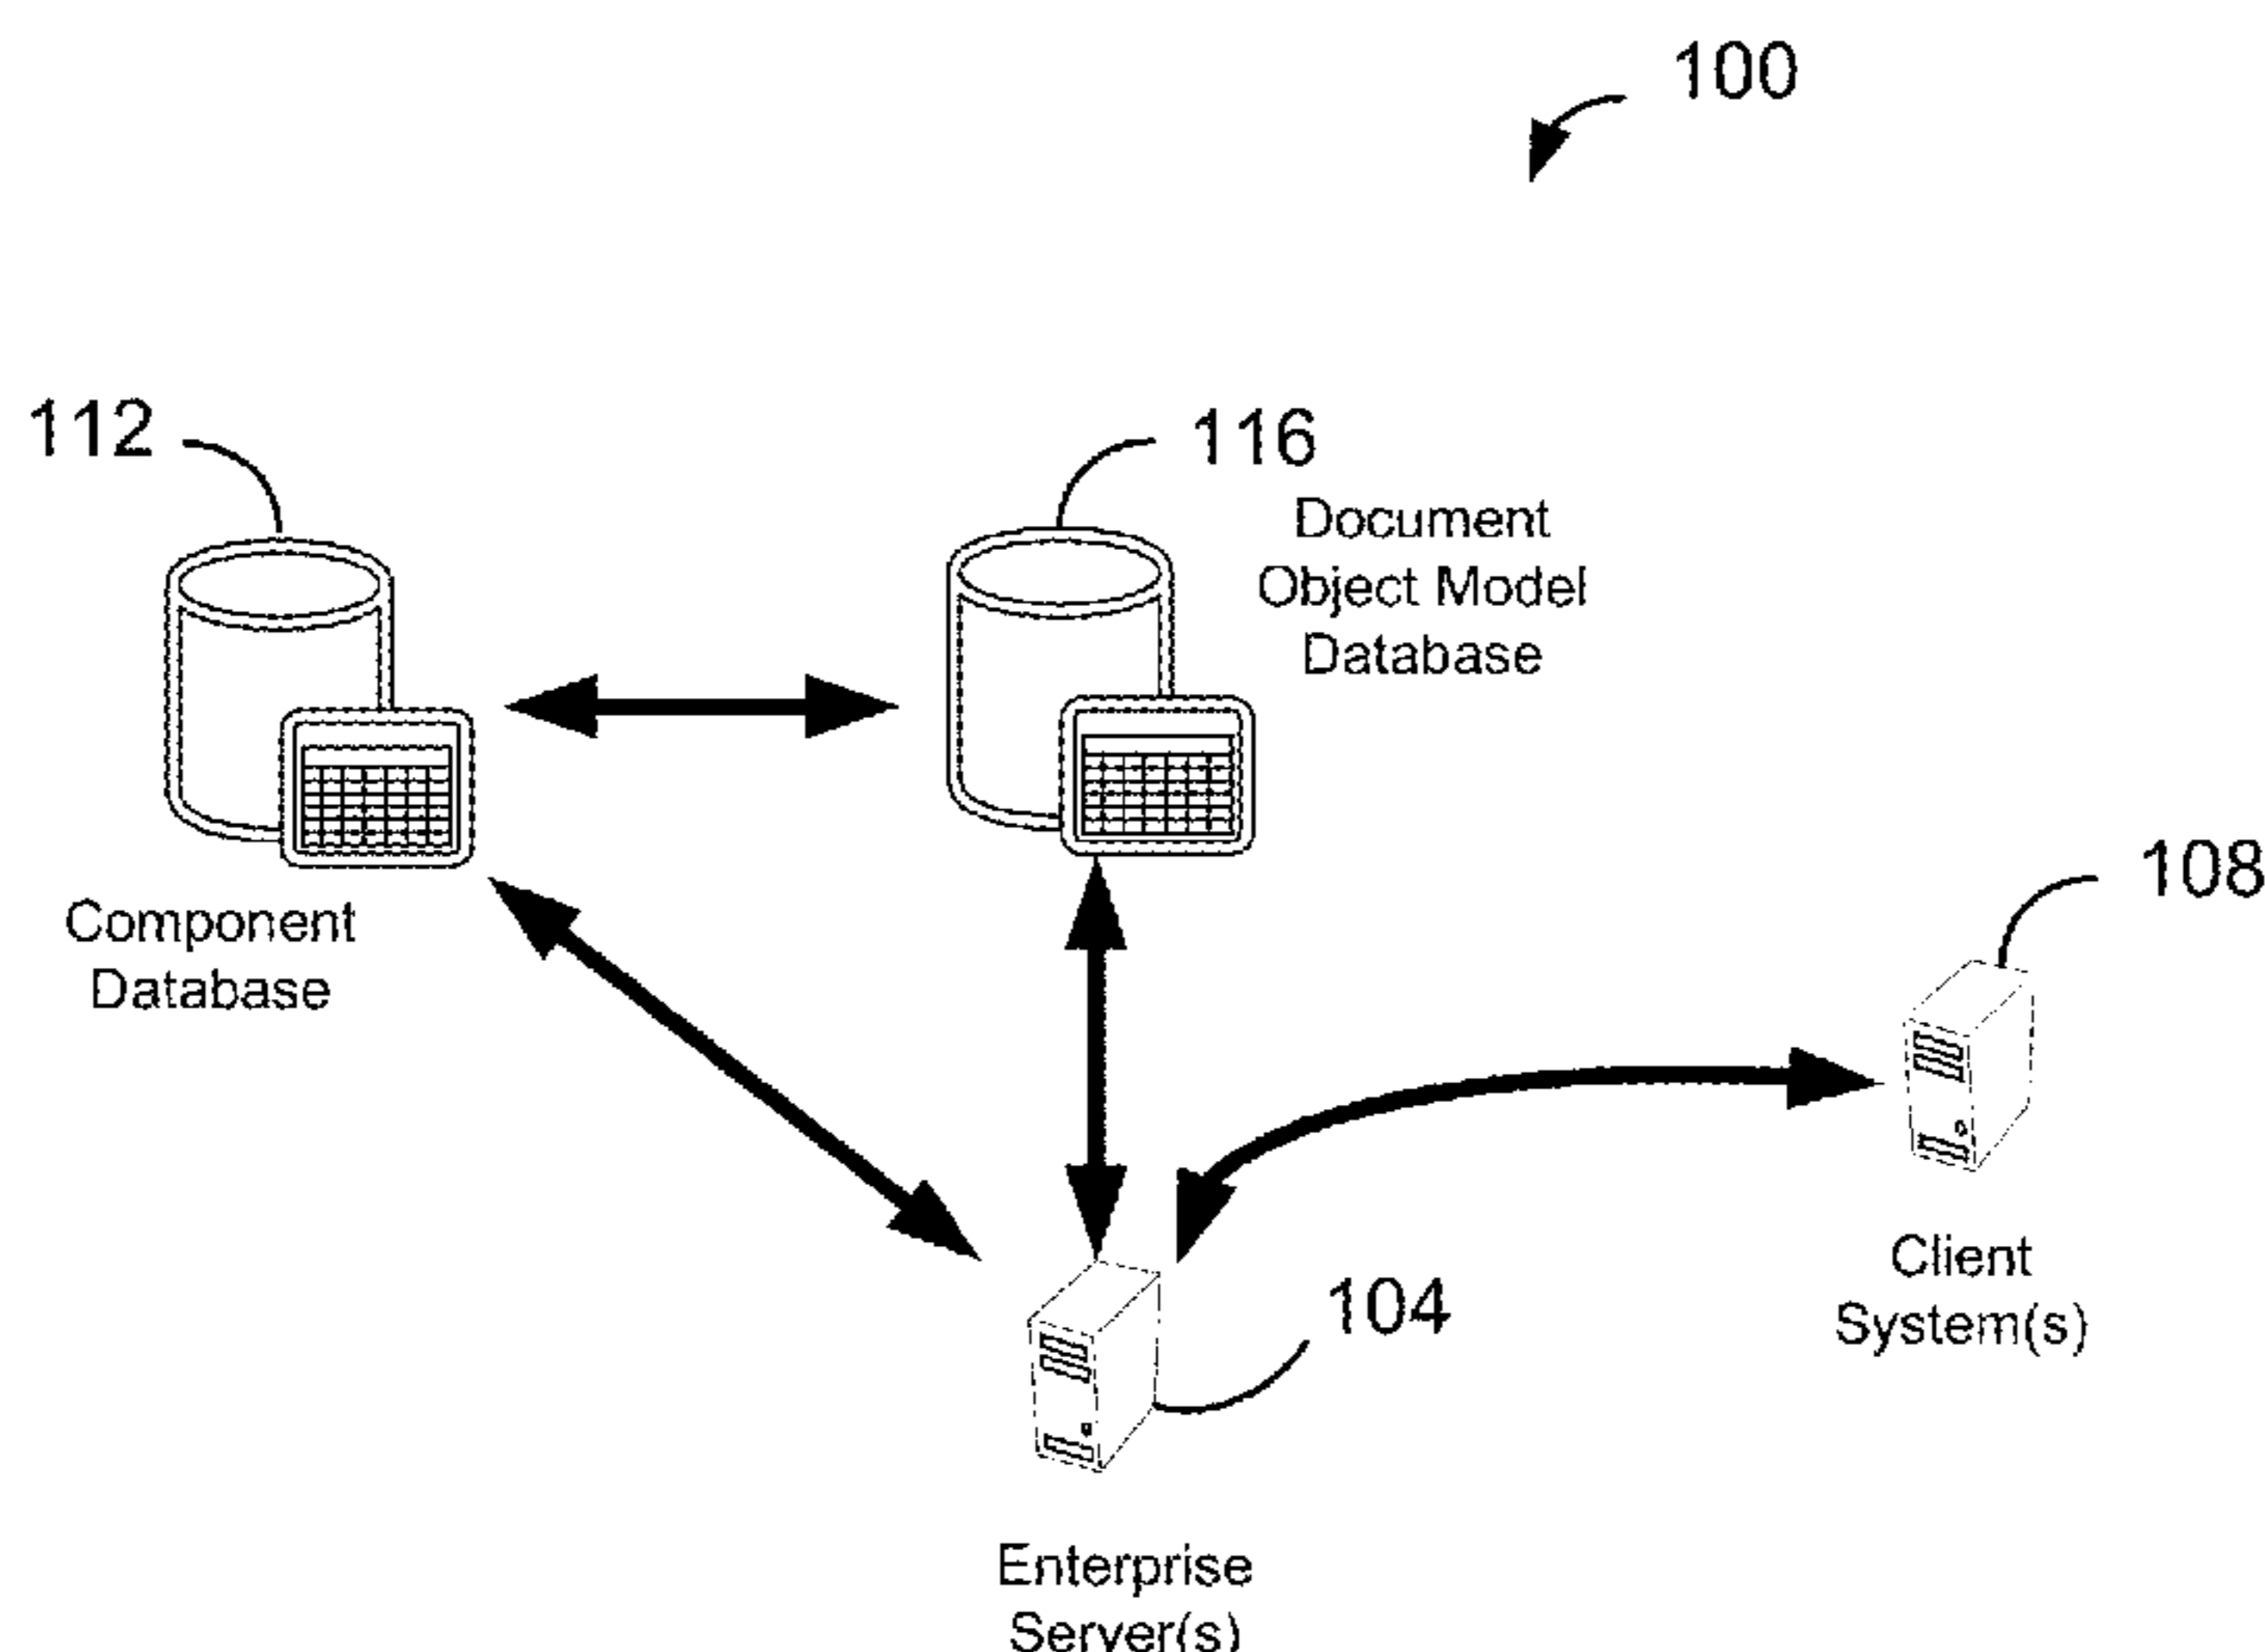 100
112
116
Document
Object Model
Database
108
Component
Database
Client
System(s)
104
Enterprise
Server(s)